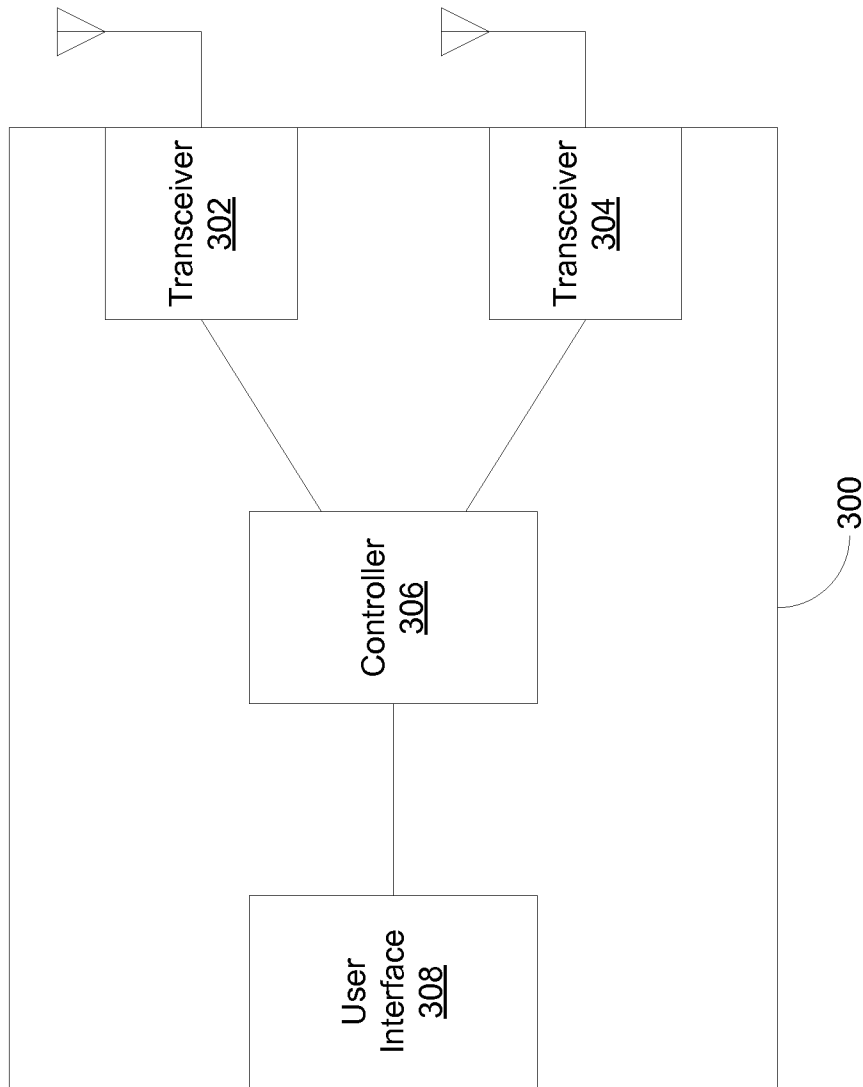 Transceiver
302
Transceiver
304
Controller
306
User
Interface
308
300